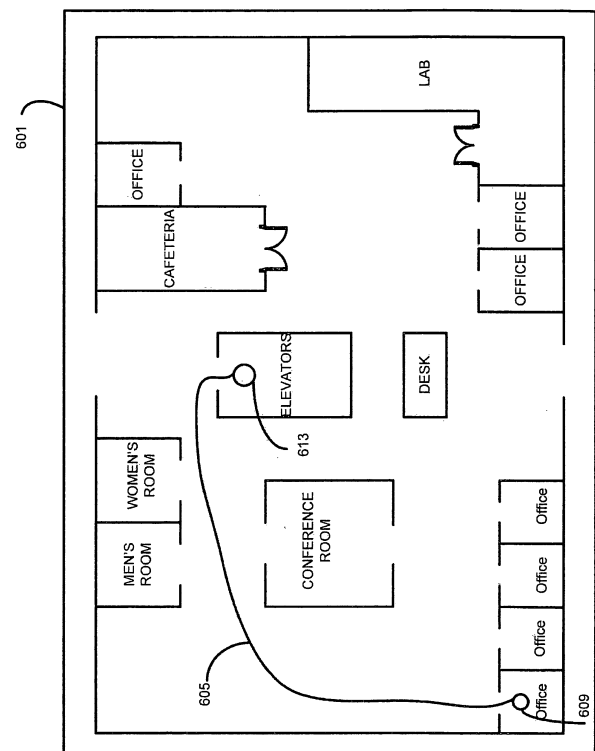 601
LAB
OFFICE
CAFETERIA
OFFICE
OFFICE
ELEVATORS
DESK
613
WOMEN'S
ROOM
MEN'S
ROOM
CONFERENCE
ROOM
Office
Office
Office
Office
605
609